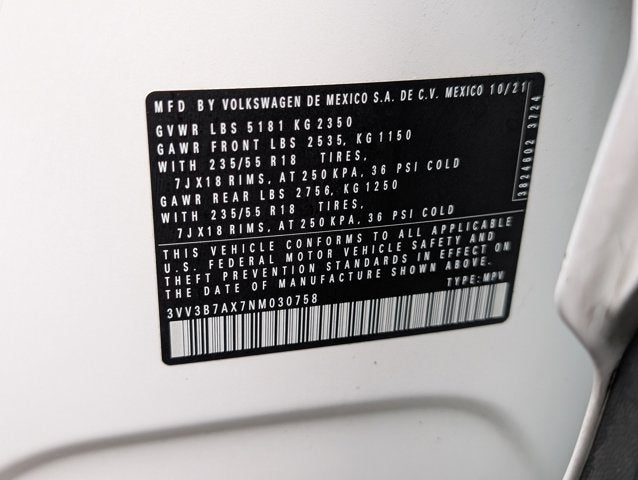 MFD BY VOLKSWAGEN DE MEXICO S.A. DE C.V. MEXICO 10/21
GVWR LBS 5181 KG 2350
GAWR FRONT LBS 2535, KG 1150
WITH 235/55 R18 TIRES,
7JX18 RIMS, AT 250 KPA, 36 PSI COLD
GAWR REAR LBS 2756, KG 1250
WITH 235/55 R18 TIRES,
7JX18 RIMS, AT 250 KPA, 36 PSI COLD
THIS VEHICLE CONFORMS TO ALL APPLICABLE
U.S. FEDERAL MOTOR VEHICLE SAFETY AND
THEFT PREVENTION STANDARDS IN EFFECT ON
THE DATE OF MANUFACTURE SHOWN ABOVE.
3VV3B7AX7NM030758 TYPE: MPV
3824602 3724